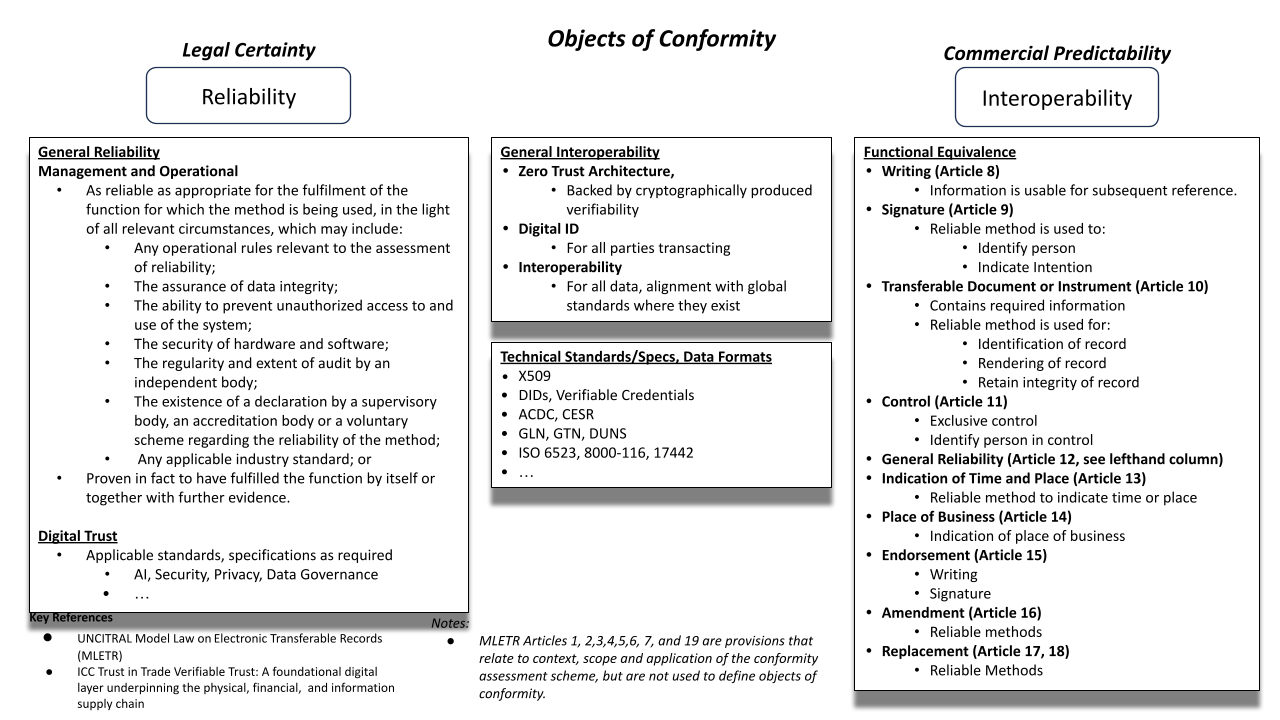 Objects of Conformity
Legal Certainty
Reliability
Commercial Predictability
Interoperability
General Reliability
Management and Operational
• As reliable as appropriate for the fulfilment of the
function for which the method is being used, in the light
of all relevant circumstances, which may include:
• Any operational rules relevant to the assessment
of reliability;
• The assurance of data integrity;
• The ability to prevent unauthorized access to and
use of the system;
• The security of hardware and software;
• The regularity and extent of audit by an
independent body;
• The existence of a declaration by a supervisory
body, an accreditation body or a voluntary
scheme regarding the reliability of the method;
• Any applicable industry standard; or
• Proven in fact to have fulfilled the function by itself or
together with further evidence.
Digital Trust
• Applicable standards, specifications as required
• AI, Security, Privacy, Data Governance
• …
Key References
● UNCITRAL Model Law on Electronic Transferable Records
(MLETR)
● ICC Trust in Trade Verifiable Trust: A foundational digital
layer underpinning the physical, financial, and information
supply chain
General Interoperability
• Zero Trust Architecture,
• Backed by cryptographically produced
verifiability
• Digital ID
• For all parties transacting
• Interoperability
• For all data, alignment with global
standards where they exist
Technical Standards/Specs, Data Formats
• X509
• DIDs, Verifiable Credentials
• ACDC, CESR
• GLN, GTN, DUNS
• ISO 6523, 8000-116, 17442
• …
Notes:
● MLETR Articles 1, 2,3,4,5,6, 7, and 19 are provisions that
relate to context, scope and application of the conformity
assessment scheme, but are not used to define objects of
conformity.
Functional Equivalence
• Writing (Article 8)
• Information is usable for subsequent reference.
• Signature (Article 9)
• Reliable method is used to:
• Identify person
• Indicate Intention
• Transferable Document or Instrument (Article 10)
• Contains required information
• Reliable method is used for:
• Identification of record
• Rendering of record
• Retain integrity of record
• Control (Article 11)
• Exclusive control
• Identify person in control
• General Reliability (Article 12, see lefthand column)
• Indication of Time and Place (Article 13)
• Reliable method to indicate time or place
• Place of Business (Article 14)
• Indication of place of business
• Endorsement (Article 15)
• Writing
• Signature
• Amendment (Article 16)
• Reliable methods
• Replacement (Article 17, 18)
• Reliable Methods